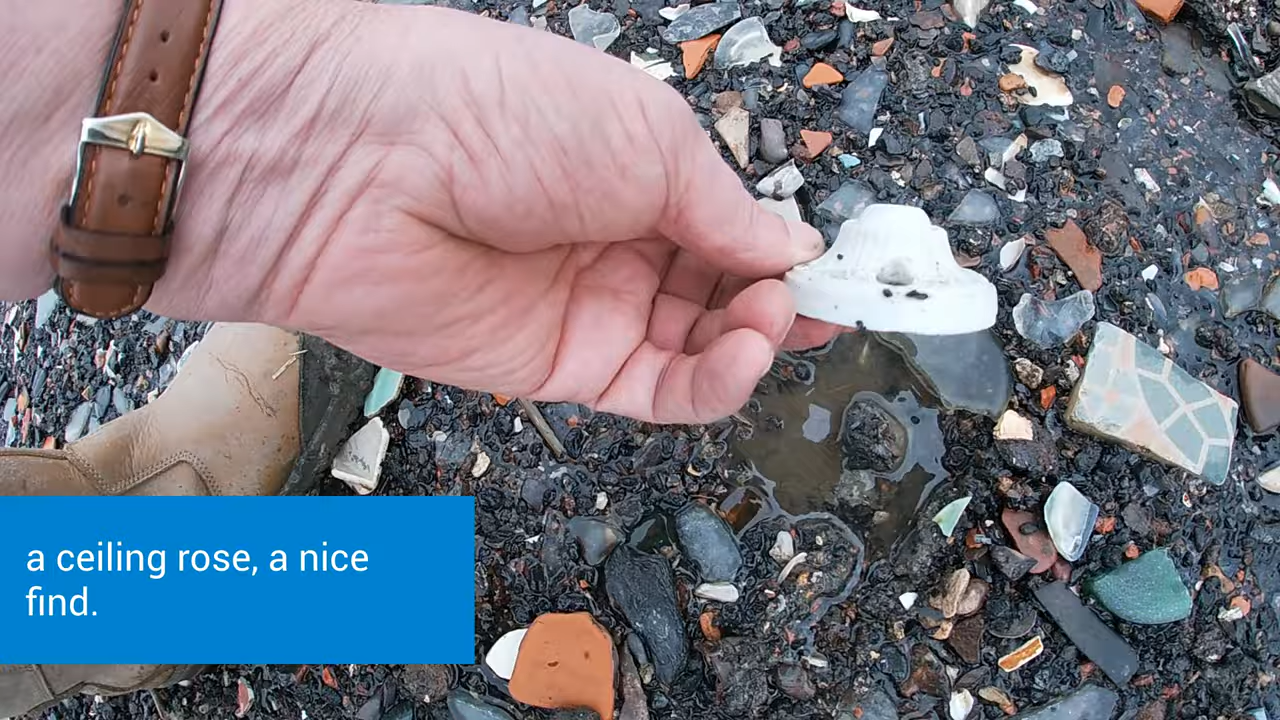 a ceiling rose, a nice
find.